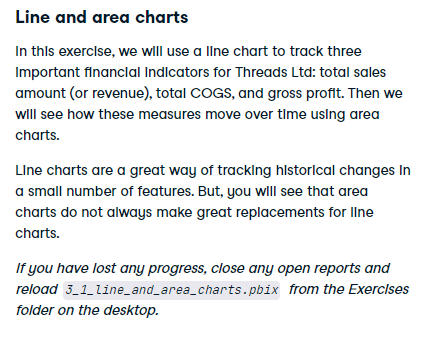 Line and area charts
In this exercise, we will use a line chart to track three
important financial indicators for Threads Ltd: total sales
amount (or revenue), total COGS, and gross profit. Then we
will see how these measures move over time using area
charts.
Line charts are a great way of tracking historical changes in
a small number of features. But, you will see that area
charts do not always make great replacements for line
charts.
If you have lost any progress, close any open reports and
reload 3_1_line_and_area_charts.pbix from the Exercises
folder on the desktop.